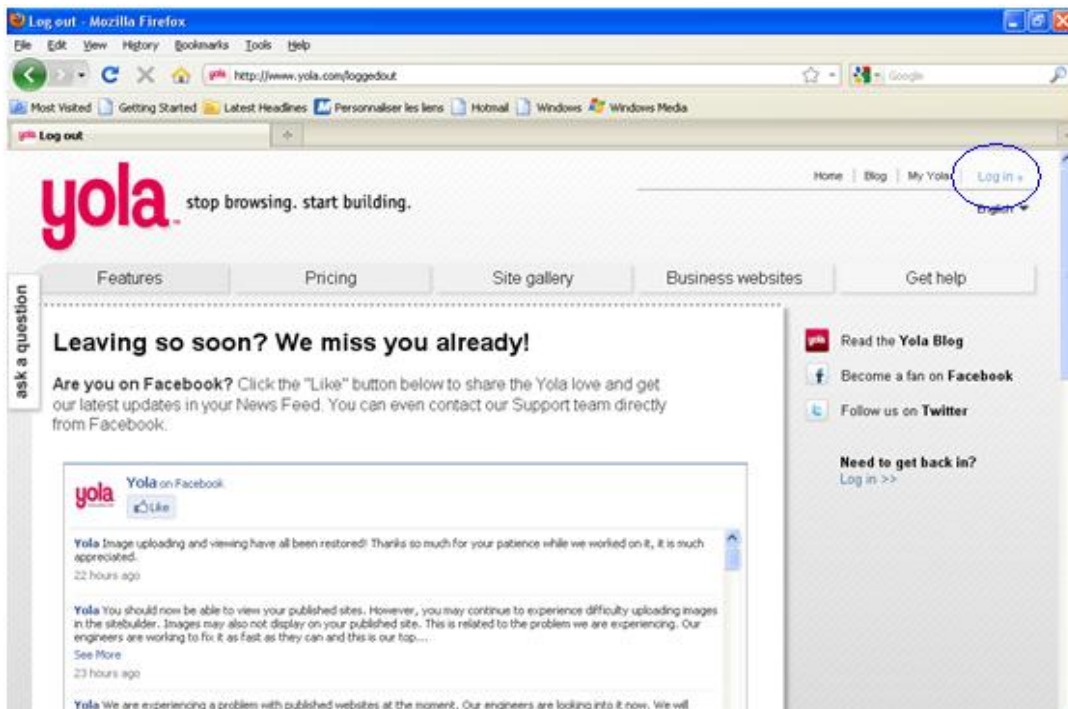 Log out - Mozilla Firefox
File Edit View History Bookmarks Tools Help
http://www.yola.com/loggedout
Google
Most Visited Getting Started Latest Headlines Personnaliser les liens Hotmail Windows Windows Media
Log out
yola stop browsing. start building.
Home | Blog | My Yola | Log in »
English
Features Pricing Site gallery Business websites Get help
ask a question
Leaving so soon? We miss you already!
Are you on Facebook? Click the "Like" button below to share the Yola love and get
our latest updates in your News Feed. You can even contact our Support team directly
from Facebook.
Yola on Facebook
yola
Like
Yola Image uploading and viewing have all been restored! Thanks so much for your patience while we worked on it, it is much
appreciated.
22 hours ago
Yola You should now be able to view your published sites. However, you may continue to experience difficulty uploading images
in the sitebuilder. Images may also not display on your published site. This is related to the problem we are experiencing. Our
engineers are working to fix it as fast as they can and this is our top....
See More
23 hours ago
Yola We are experiencing a problem with published websites at the moment. Our engineers are looking into it now. We will
yola Read the Yola Blog
Become a fan on Facebook
Follow us on Twitter
Need to get back in?
Log in >>